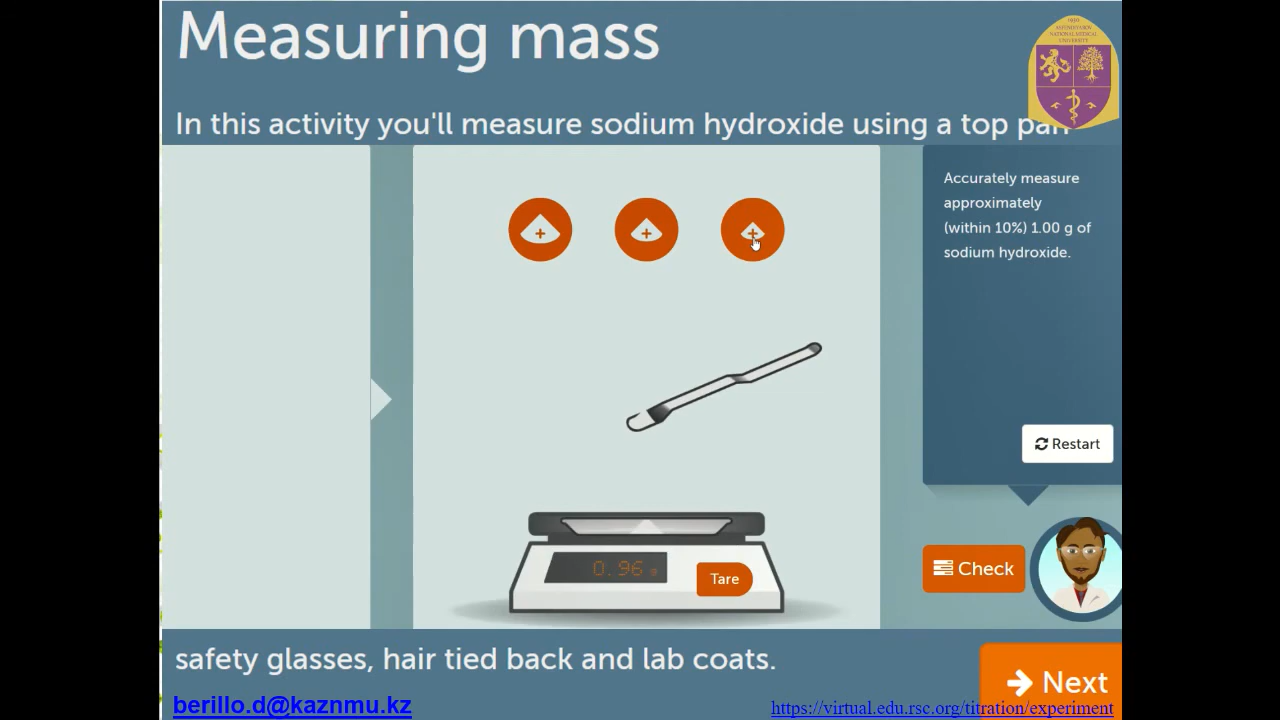 Measuring mass
In this activity you'll measure sodium hydroxide using a top pan
Accurately measure
approximately
(within 10%) 1.00 g of
sodium hydroxide.
Restart
0.96 g
Tare
Check
safety glasses, hair tied back and lab coats.
Next
berillo.d@kaznmu.kz
https://virtual.edu.rsc.org/titration/experiment